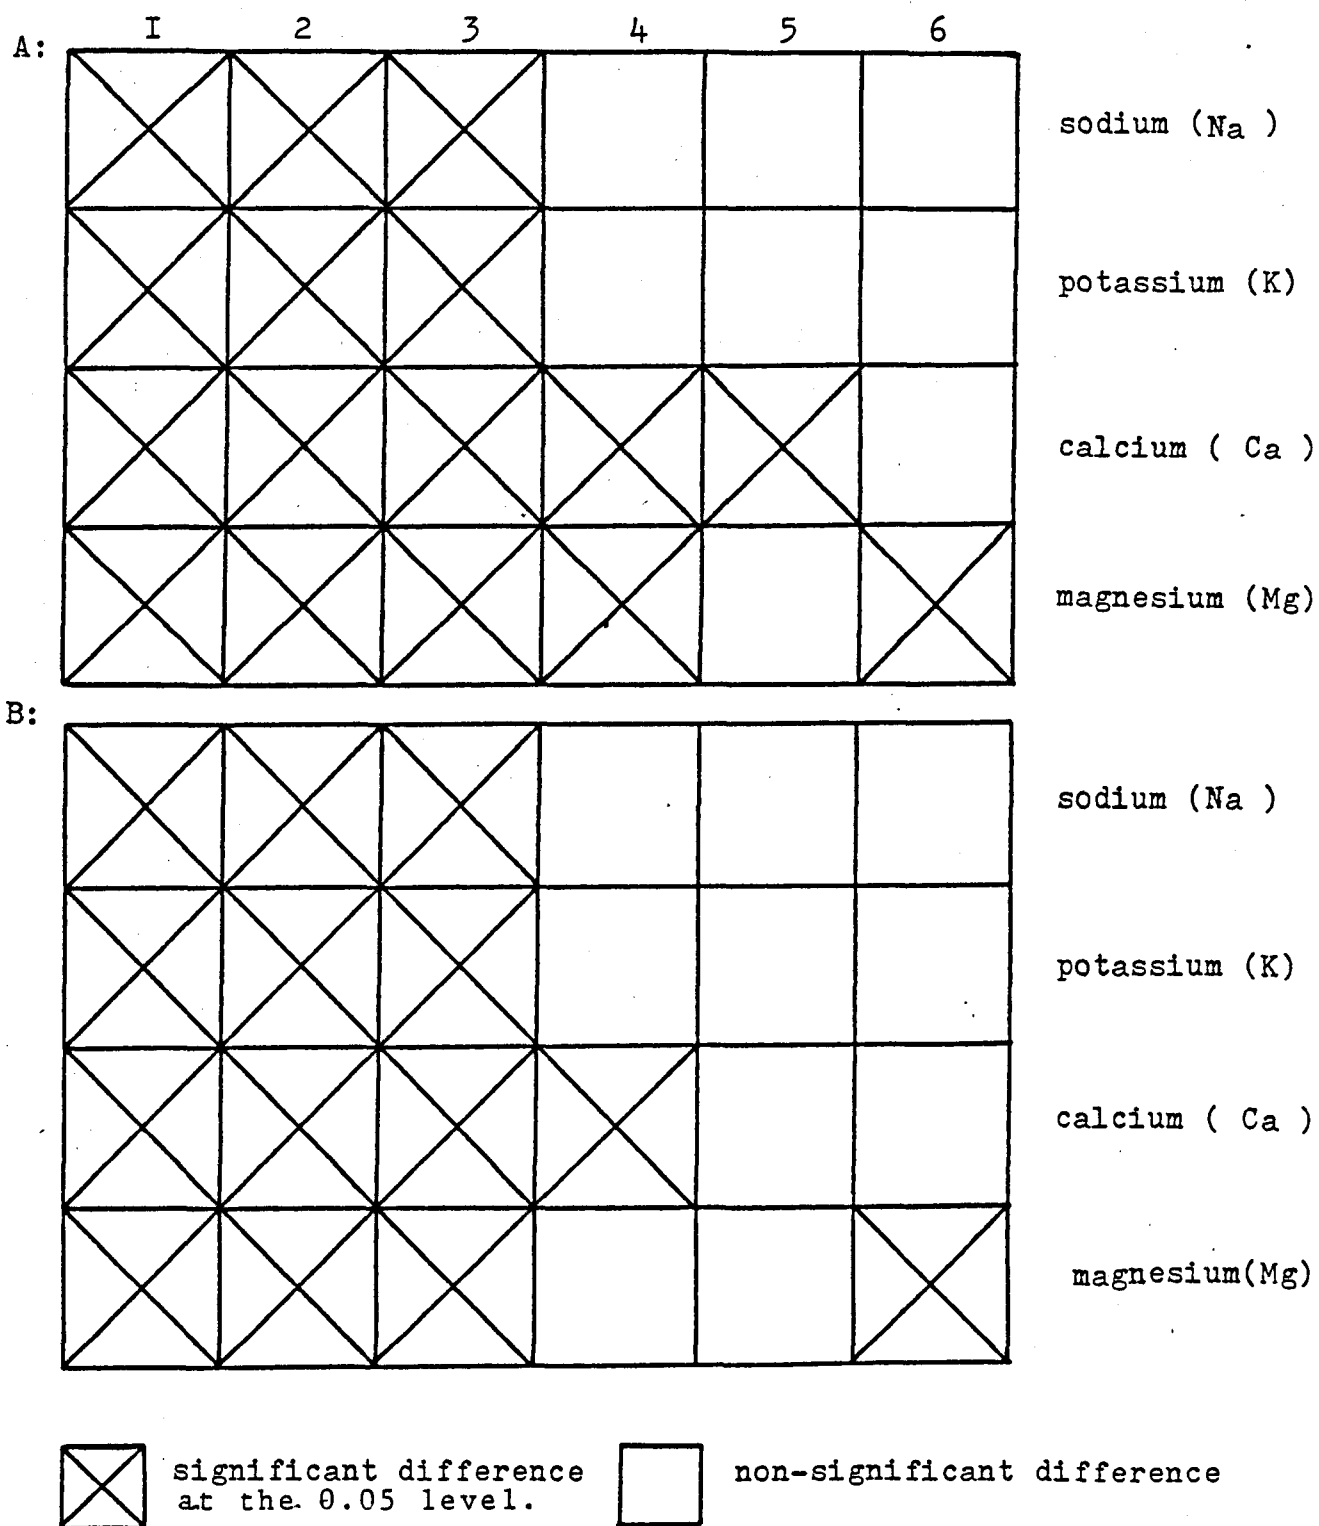 I 2 3 4 5 6
A:
sodium (Na )
potassium (K)
calcium ( Ca )
magnesium (Mg)
B:
sodium (Na )
potassium (K)
calcium ( Ca )
magnesium(Mg)
significant difference
at the 0.05 level.
non-significant difference